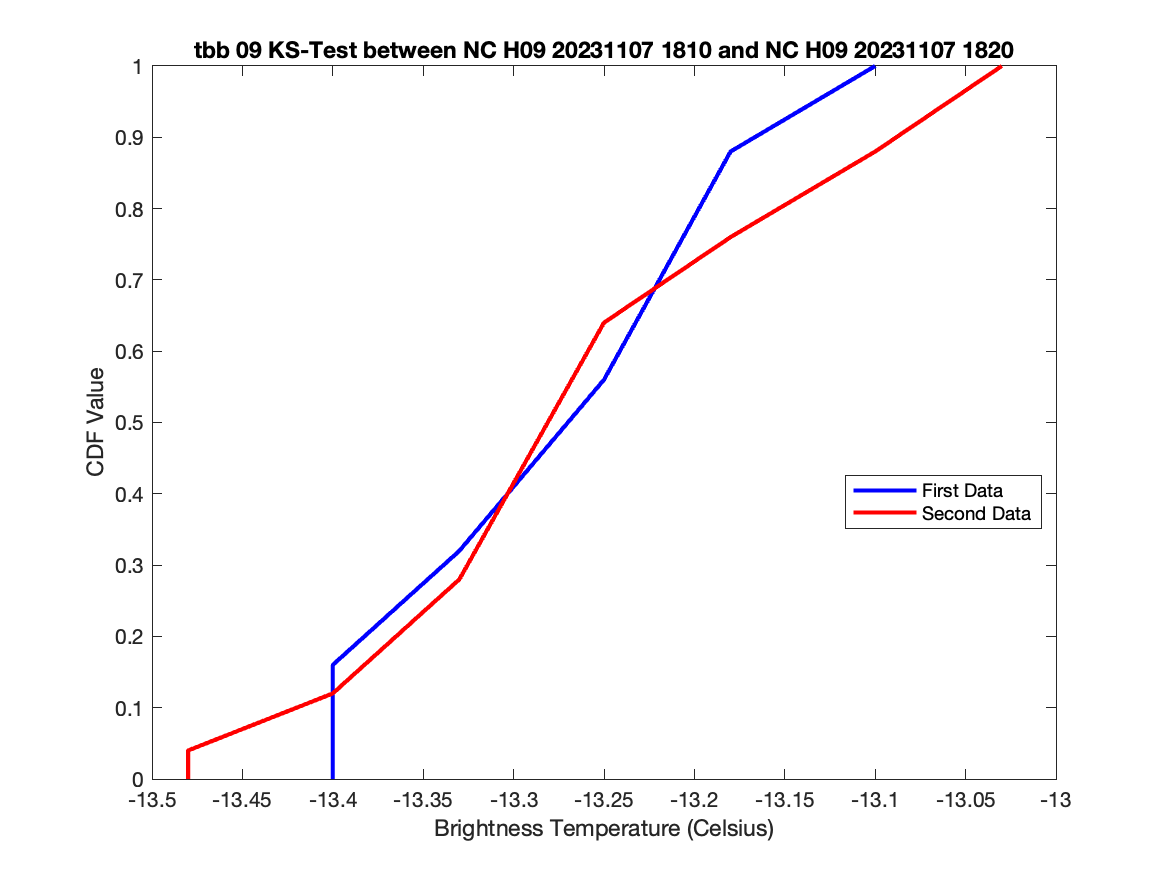 tbb 09 KS-Test between NC H09 20231107 1810 and NC H09 20231107 1820
1
0.9
0.8
0.7
0.6
0.5
0.4
0.3
0.2
0.1
0
CDF Value
First Data
Second Data
-13.5 -13.45 -13.4 -13.35 -13.3 -13.25 -13.2 -13.15 -13.1 -13.05 -13
Brightness Temperature (Celsius)